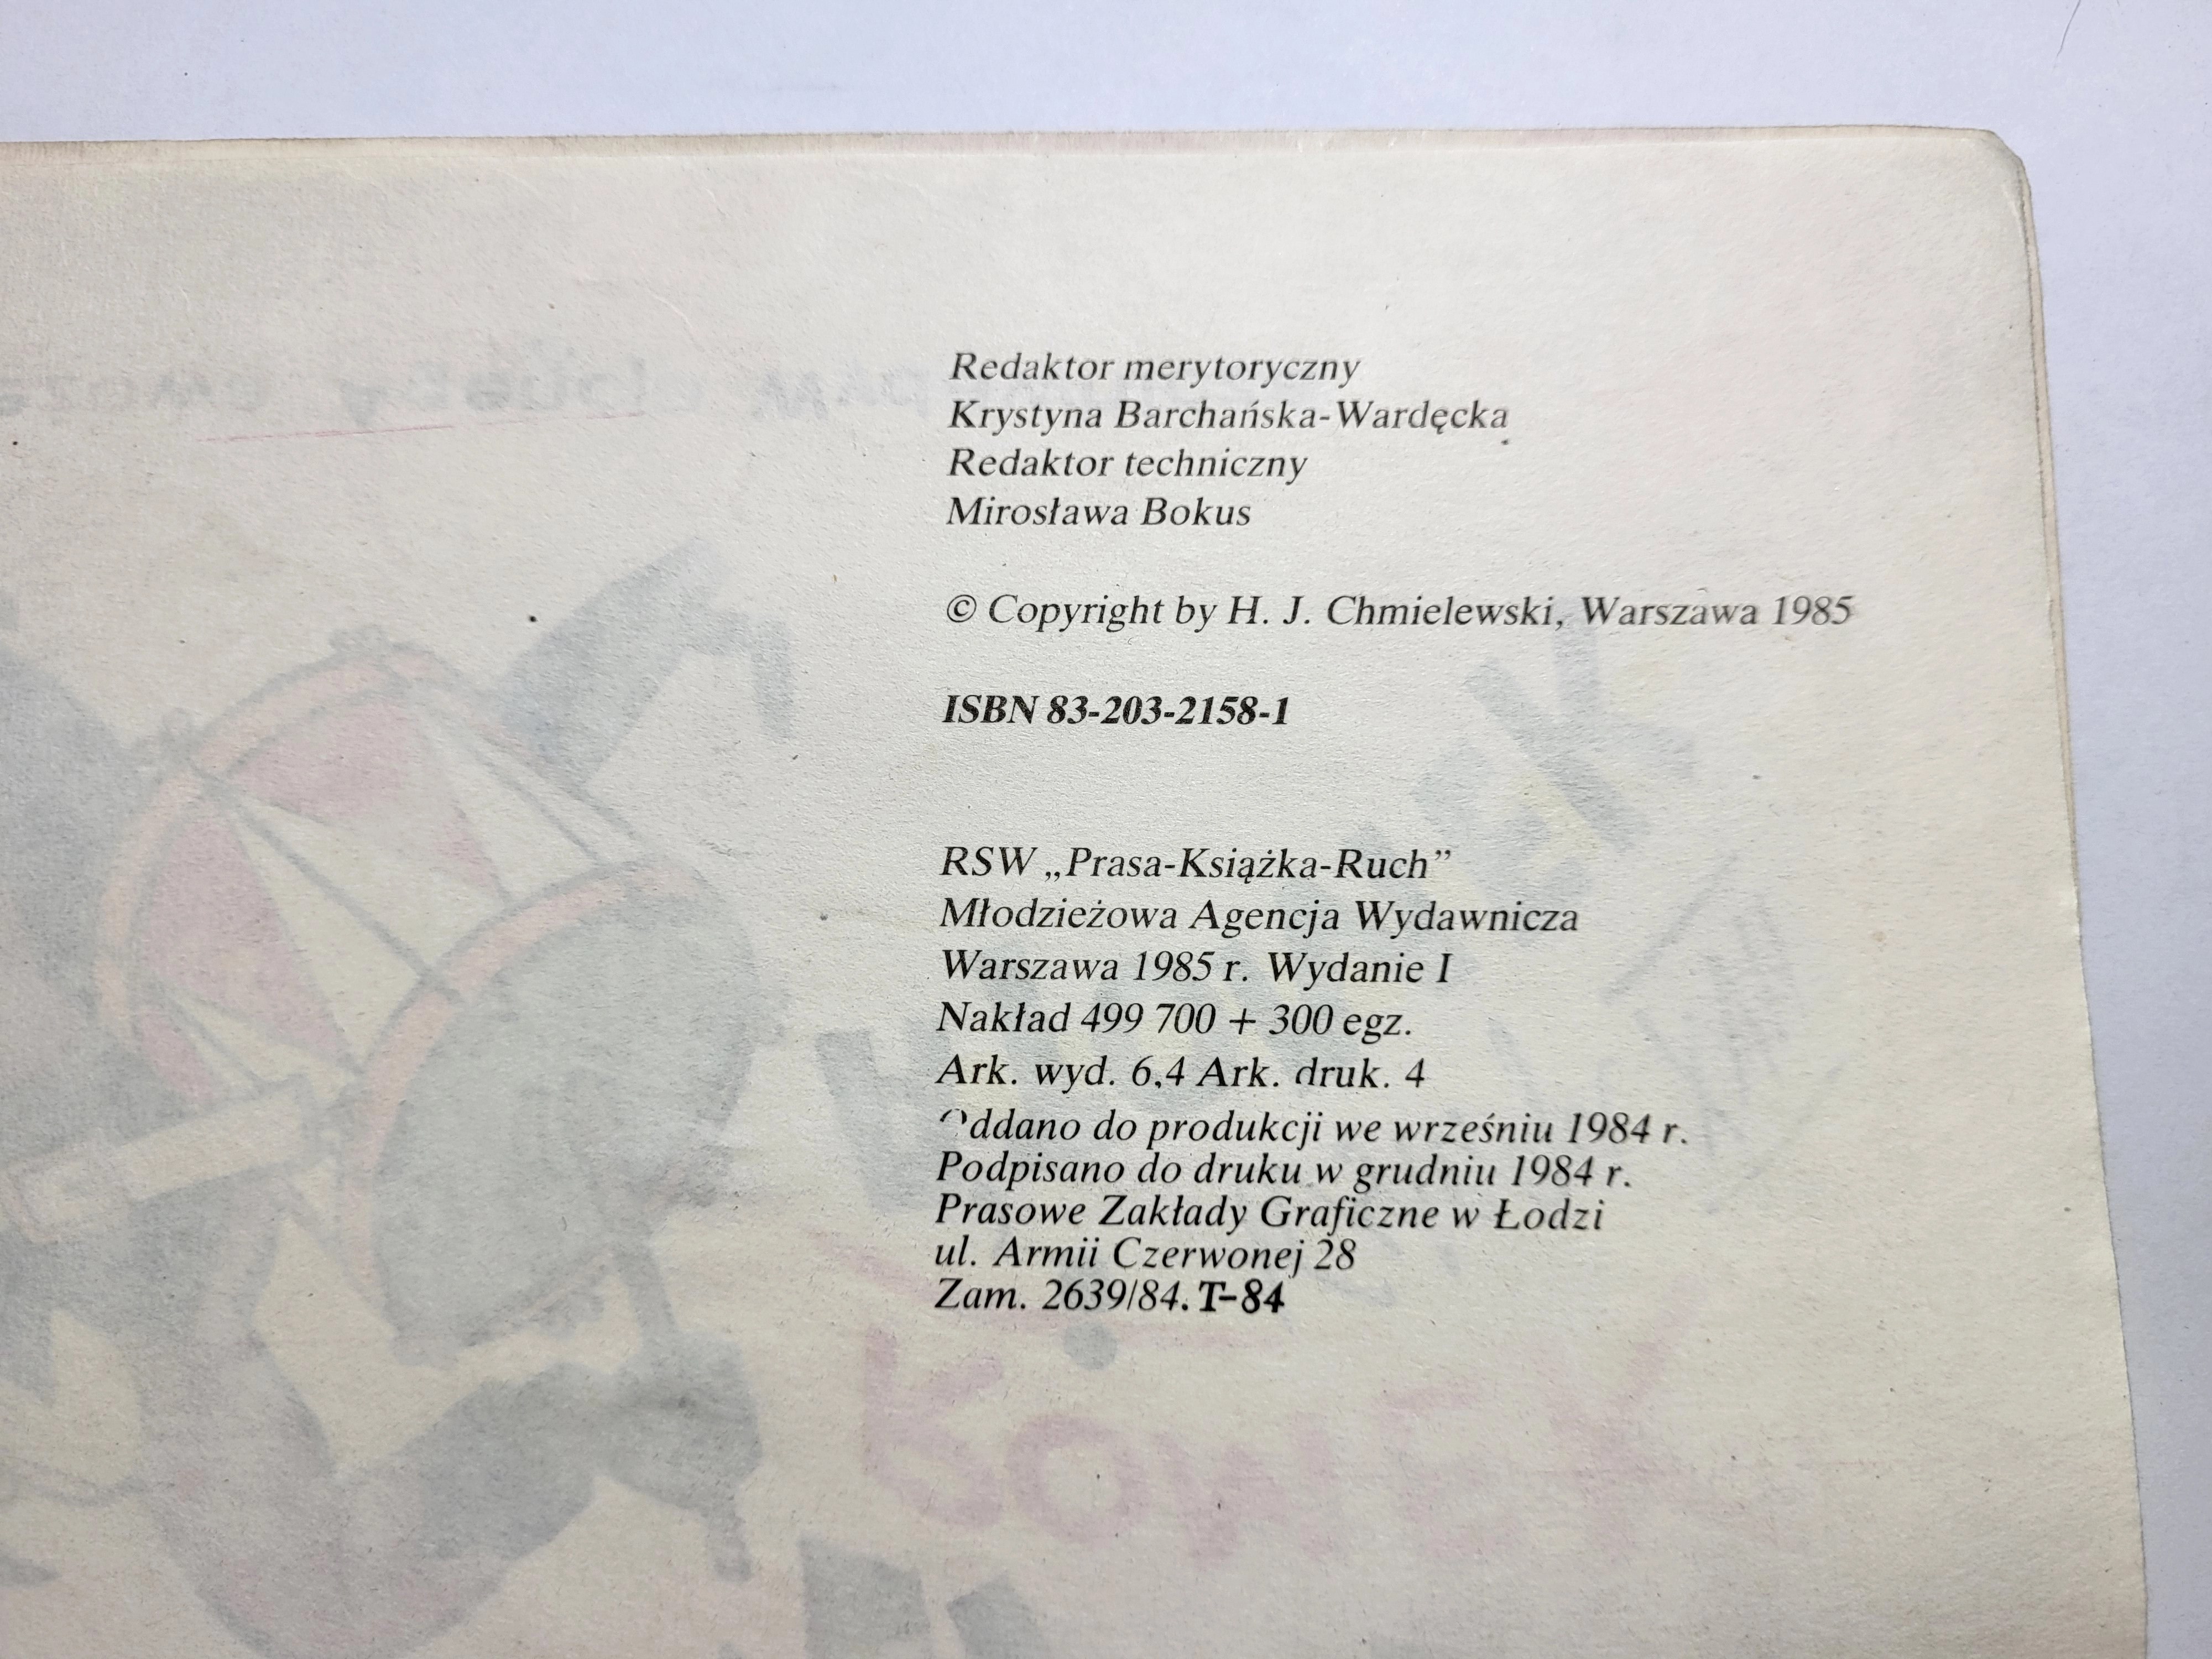 Redaktor merytoryczny
Krystyna Barchańska-Wardęcka
Redaktor techniczny
Mirosława Bokus
© Copyright by H. J. Chmielewski, Warszawa 1985
ISBN 83-203-2158-1
RSW „Prasa-Książka-Ruch”
Młodzieżowa Agencja Wydawnicza
Warszawa 1985 r. Wydanie I
Nakład 499 700 + 300 egz.
Ark. wyd. 6,4 Ark. druk. 4
Oddano do produkcji we wrześniu 1984 r.
Podpisano do druku w grudniu 1984 r.
Prasowe Zakłady Graficzne w Łodzi
ul. Armii Czerwonej 28
Zam. 2639/84. T-84